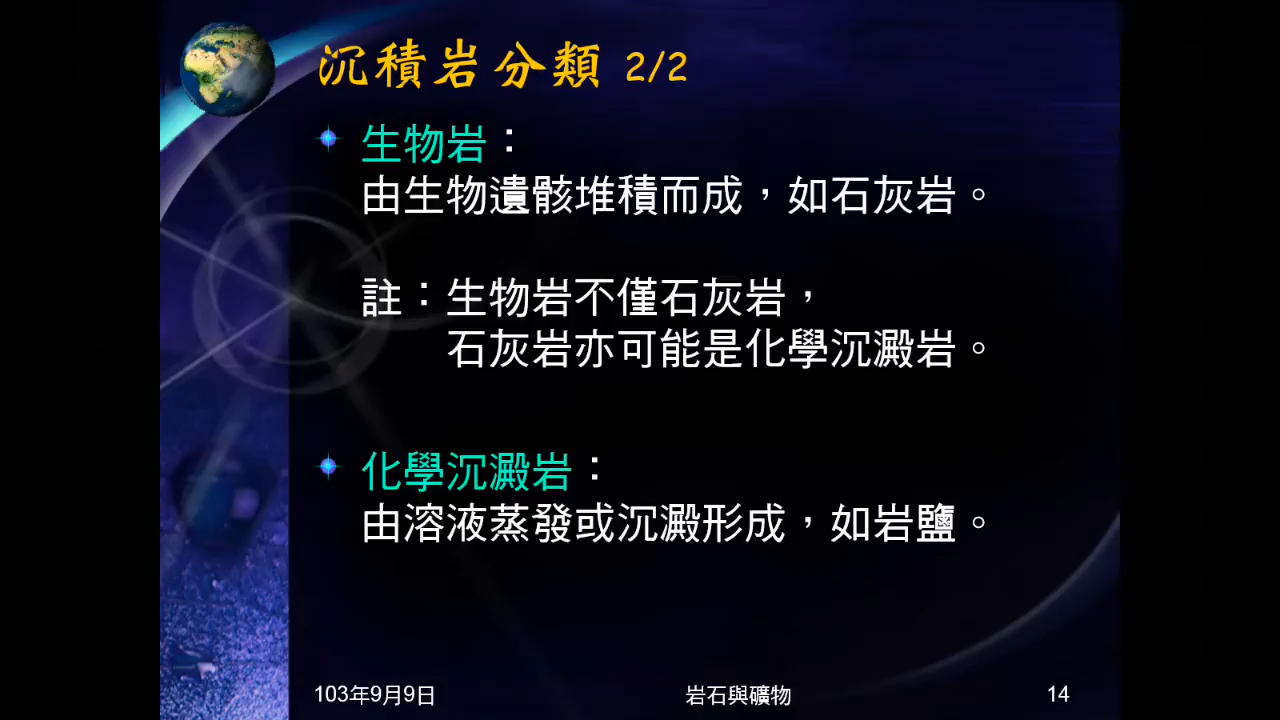 沉積岩分類 2/2
生物岩：
由生物遺骸堆積而成，如石灰岩。
註：生物岩不僅石灰岩，
石灰岩亦可能是化學沉澱岩。
化學沉澱岩：
由溶液蒸發或沉澱形成，如岩鹽。
103年9月9日
岩石與礦物
14